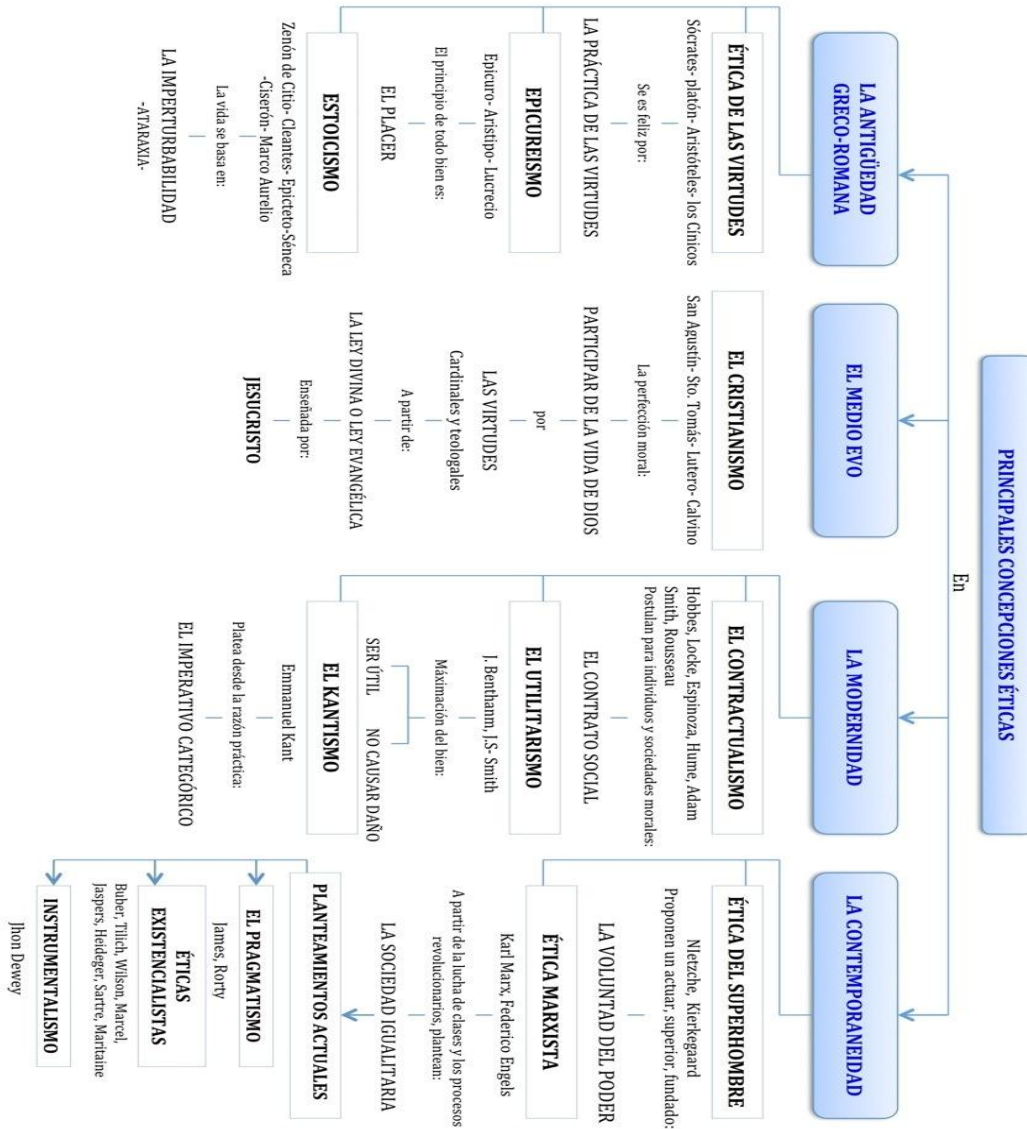 PRINCIPALES CONCEPCIONES ÉTICAS
En
LA ANTIGÜEDAD
GRECO-ROMANA
ÉTICA DE LAS VIRTUDES
Sócrates- platón- Aristóteles- los Cínicos
Se es feliz por:
LA PRÁCTICA DE LAS VIRTUDES
EPICUREISMO
Epicuro- Aristipo- Lucrecio
El principio de todo bien es:
EL PLACER
ESTOICISMO
Zenón de Citio- Cleantes- Epicteto-Séneca
-Ciserón- Marco Aurelio
La vida se basa en:
LA IMPERTURBABILIDAD
-ATARAXIA-
EL MEDIO EVO
EL CRISTIANISMO
San Agustín- Sto. Tomás- Lutero- Calvino
La perfección moral:
PARTICIPAR DE LA VIDA DE DIOS
por
LAS VIRTUDES
Cardinales y teologales
A partir de:
LA LEY DIVINA O LEY EVANGÉLICA
Enseñada por:
JESUCRISTO
LA MODERNIDAD
EL CONTRACTUALISMO
Hobbes, Locke, Espinoza, Hume, Adam
Smith, Rousseau
Postulan para individuos y sociedades morales:
EL CONTRATO SOCIAL
EL UTILITARISMO
J. Benthanm, J.S- Smith
Máximación del bien:
SER ÚTIL NO CAUSAR DAÑO
EL KANTISMO
Emmanuel Kant
Platea desde la razón práctica:
EL IMPERATIVO CATEGÓRICO
LA CONTEMPORANEIDAD
ÉTICA DEL SUPERHOMBRE
Nietzche, Kierkegaard
Proponen un actuar, superior, fundado:
LA VOLUNTAD DEL PODER
ÉTICA MARXISTA
Karl Marx, Federico Engels
A partir de la lucha de clases y los procesos
revolucionarios, plantean:
LA SOCIEDAD IGUALITARIA
PLANTEAMIENTOS ACTUALES
EL PRAGMATISMO
James, Rorty
ÉTICAS
EXISTENCIALISTAS
Buber, Tilich, Wilson, Marcel,
Jaspers, Heideger, Sartre, Maritaine
INSTRUMENTALISMO
Jhon Dewey